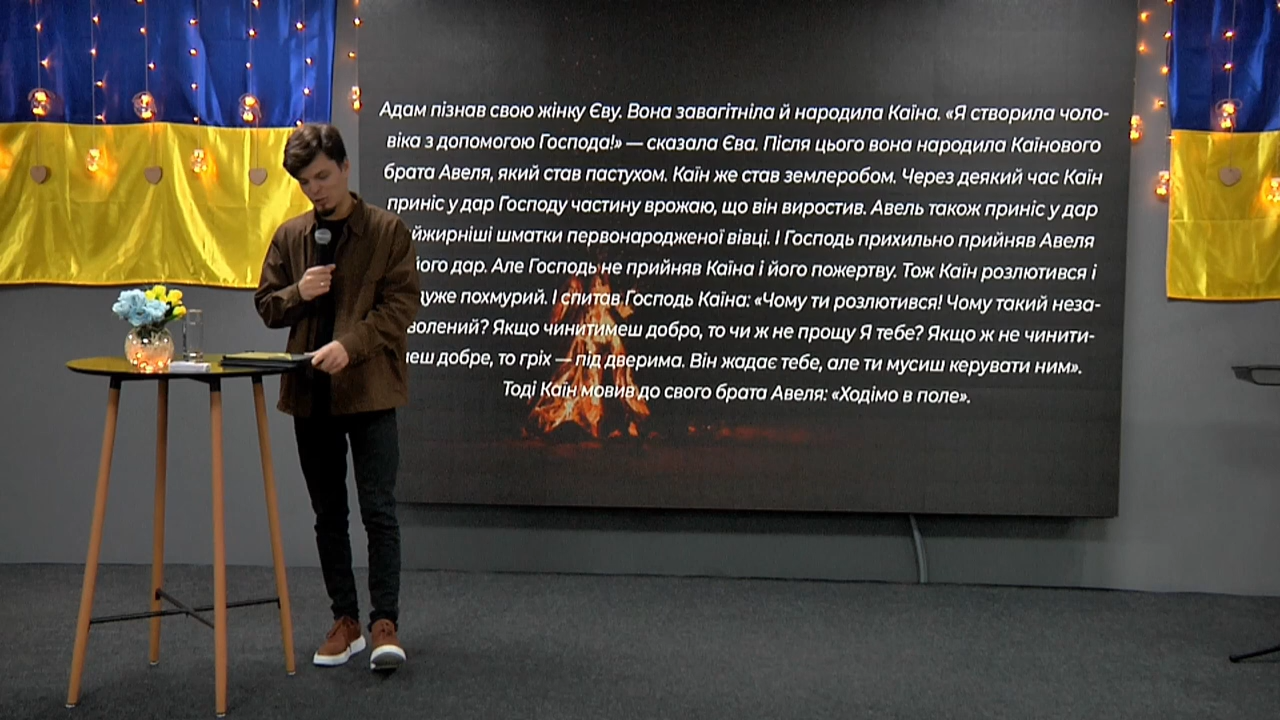 Адам пізнав свою жінку Єву. Вона завагітніла й народила Каїна. «Я створила чоло-
віка з допомогою Господа!» — сказала Єва. Після цього вона народила Каїнового
брата Авеля, який став пастухом. Каїн же став землеробом. Через деякий час Каїн
приніс у дар Господу частину врожаю, що він виростив. Авель також приніс у дар
йжирніші шматки первонародженої вівці. І Господь прихильно прийняв Авеля
його дар. Але Господь не прийняв Каїна і його пожертву. Тож Каїн розлютився і
дуже похмурий. І спитав Господь Каїна: «Чому ти розлютився! Чому такий неза-
волений? Якщо чинитимеш добро, то чи ж не прощу Я тебе? Якщо ж не чинити-
меш добре, то гріх — під дверима. Він жадає тебе, але ти мусиш керувати ним».
Тоді Каїн мовив до свого брата Авеля: «Ходімо в поле».